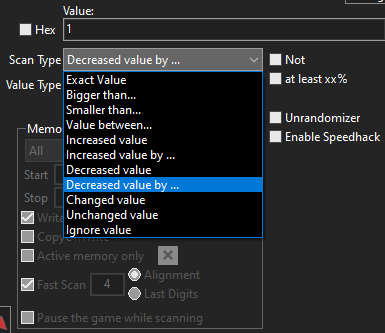 Value:
Hex
1
Scan Type
Decreased value by ...
Not
at least xx%
Value Type
Exact Value
Bigger than...
Smaller than...
Value between...
Increased value
Increased value by ...
Decreased value
Decreased value by ...
Changed value
Unchanged value
Ignore value
Unrandomizer
Enable Speedhack
Memo
All
Start
Stop
Writa
CopyOnWrite
Active memory only
Fast Scan
4
Alignment
Last Digits
Pause the game while scanning